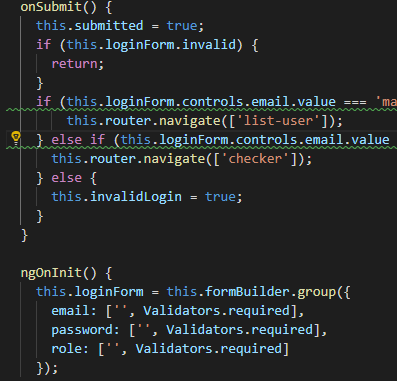 onSubmit() {
this.submitted = true;
if (this.loginForm.invalid) {
return;
}
if (this.loginForm.controls.email.value === 'ma
this.router.navigate(['list-user']);
} else if (this.loginForm.controls.email.value
this.router.navigate(['checker']);
} else {
this.invalidLogin = true;
}
}
ngOnInit() {
this.loginForm = this.formBuilder.group({
email: ['', Validators.required],
password: ['', Validators.required],
role: ['', Validators.required]
});